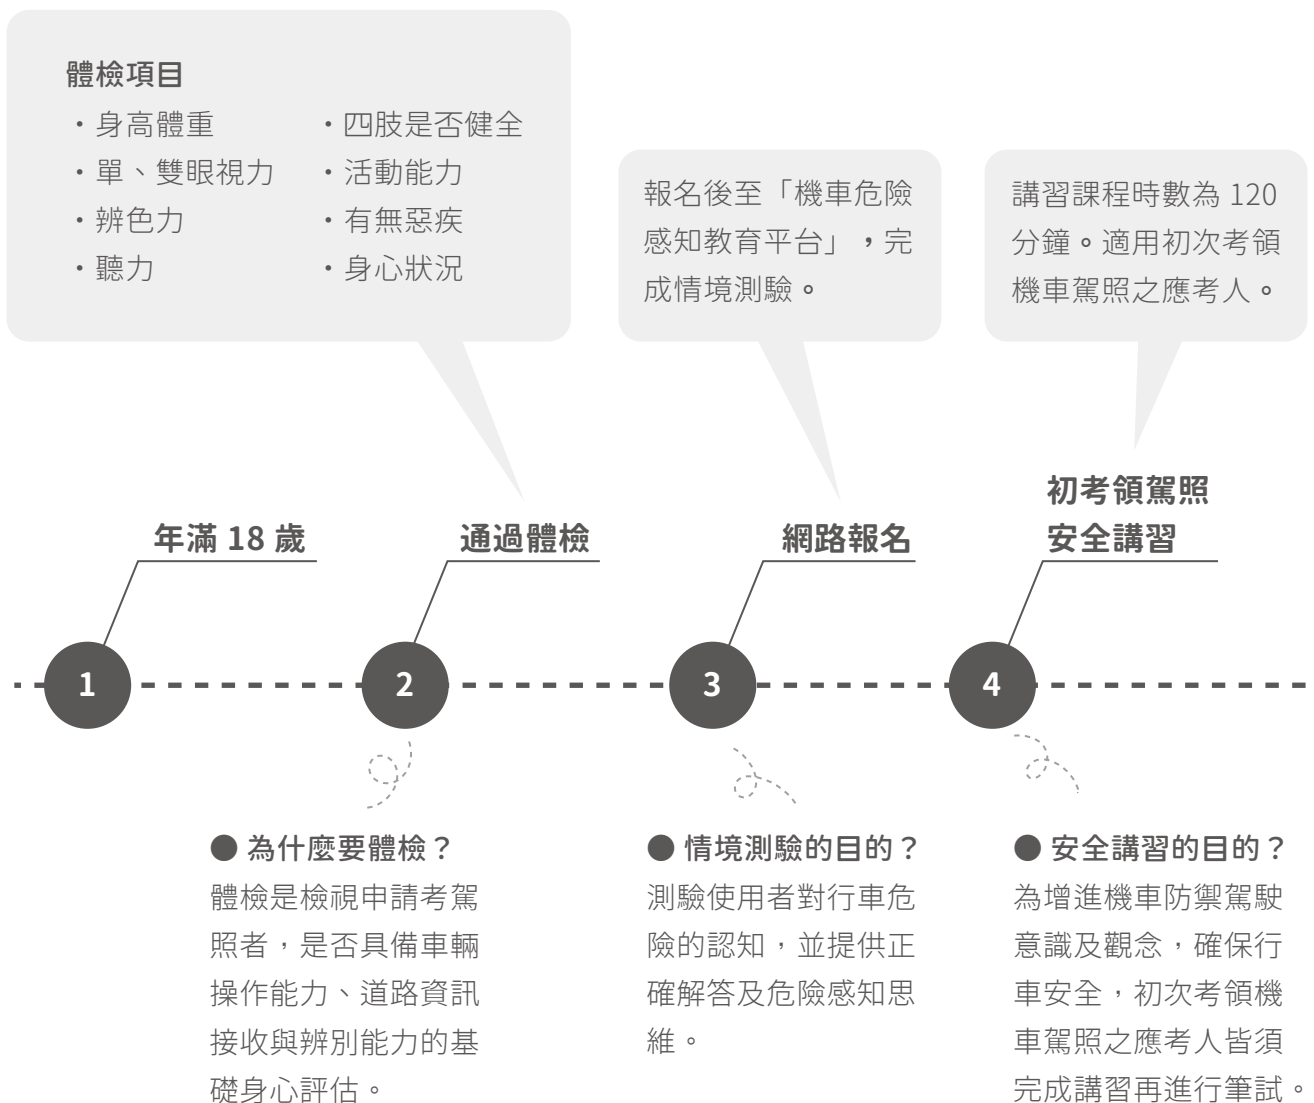 體檢項目
・身高體重
・單、雙眼視力
・辨色力
・聽力
・四肢是否健全
・活動能力
・有無惡疾
・身心狀況
報名後至「機車危險
感知教育平台」，完
成情境測驗。
講習課程時數為 120
分鐘。適用初次考領
機車駕照之應考人。
年滿 18 歲
通過體檢
網路報名
初考領駕照
安全講習
1
2
3
4
● 為什麼要體檢？
體檢是檢視申請考駕
照者，是否具備車輛
操作能力、道路資訊
接收與辨別能力的基
礎身心評估。
● 情境測驗的目的？
測驗使用者對行車危
險的認知，並提供正
確解答及危險感知思
維。
● 安全講習的目的？
為增進機車防禦駕駛
意識及觀念，確保行
車安全，初次考領機
車駕照之應考人皆須
完成講習再進行筆試。